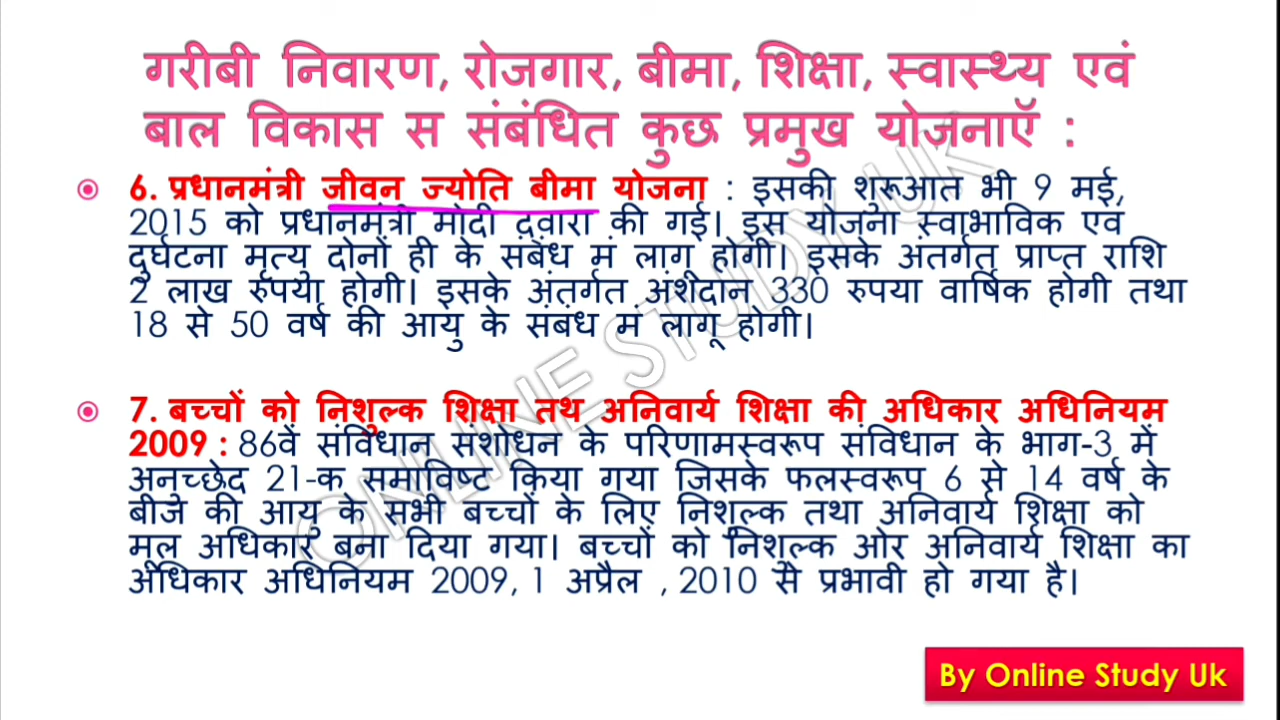 गरीबी निवारण, रोजगार, बीमा, शिक्षा, स्वास्थ्य एवं
बाल विकास स संबंधित कुछ प्रमुख योजनाएॅ :
6. प्रधानमंत्री जीवन ज्योति बीमा योजना : इसकी शुरूआत भी 9 मई,
2015 को प्रधानमंत्री मोदी द्वारा की गई। इस योजना स्वाभाविक एवं
दुर्घटना मृत्यु दोनों ही के संबंध म लागू होगी। इसके अंतर्गत प्राप्त राशि
2 लाख रुपया होगी। इसके अंतर्गत अंशदान 330 रुपया वार्षिक होगी तथा
18 से 50 वर्ष की आयु के संबंध म लागू होगी।
7. बच्चों को निशुल्क शिक्षा तथ अनिवार्य शिक्षा की अधिकार अधिनियम
2009 : 86वें संविधान संशोधन के परिणामस्वरूप संविधान के भाग-3 में
अनुच्छेद 21-क समाविष्ट किया गया जिसके फलस्वरूप 6 से 14 वर्ष के
बीजे की आयु के सभी बच्चों के लिए निशुल्क तथा अनिवार्य शिक्षा को
मूल अधिकार बना दिया गया। बच्चों को निशुल्क ओर अनिवार्य शिक्षा का
अधिकार अधिनियम 2009, 1 अप्रैल , 2010 से प्रभावी हो गया है।
ONLINE STUDY UK
By Online Study Uk